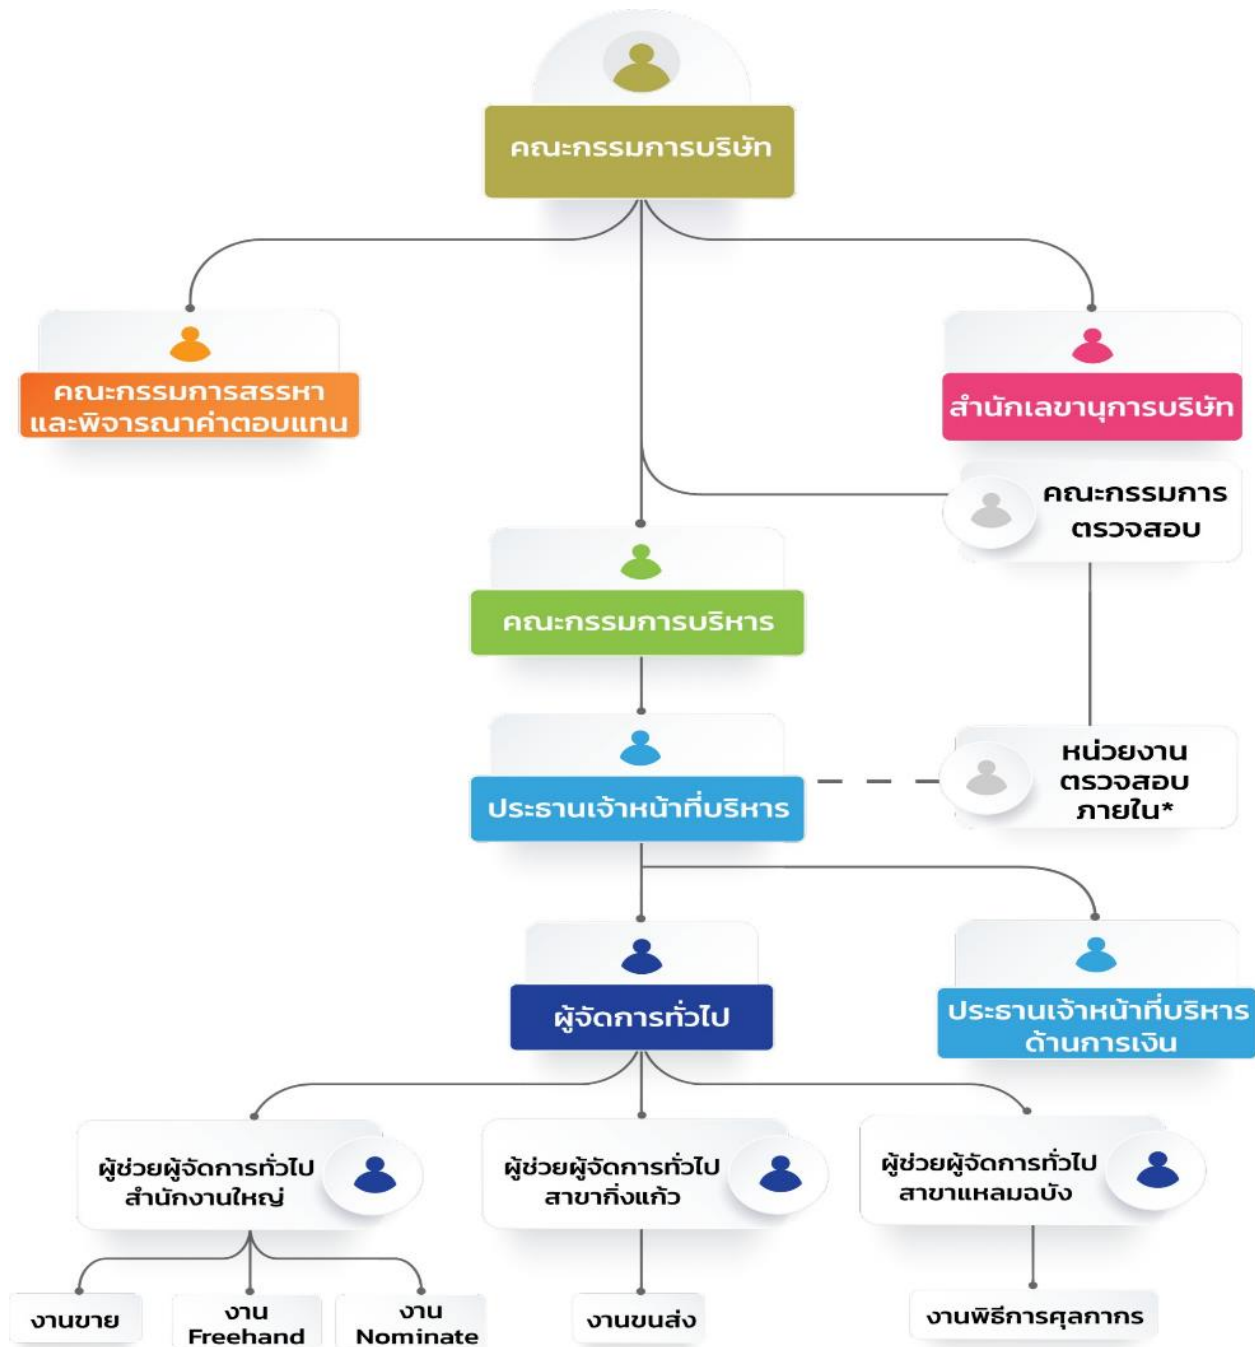 คณะกรรมการบริษัท
คณะกรรมการสรรหา
และพิจารณาค่าตอบแทน
สำนักเลขานุการบริษัท
คณะกรรมการ
ตรวจสอบ
คณะกรรมการบริหาร
หน่วยงาน
ตรวจสอบ
ภายใน*
ประธานเจ้าหน้าที่บริหาร
ผู้จัดการทั่วไป
ประธานเจ้าหน้าที่บริหาร
ด้านการเงิน
ผู้ช่วยผู้จัดการทั่วไป
สำนักงานใหญ่
ผู้ช่วยผู้จัดการทั่วไป
สาขากิ่งแก้ว
ผู้ช่วยผู้จัดการทั่วไป
สาขาแหลมฉบัง
งานขาย
งาน
Freehand
งาน
Nominate
งานขนส่ง
งานพิธีการศุลกากร